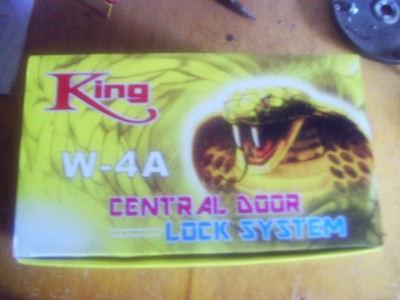 King
W-4A
CENTRAL DOOR
LOCK SYSTEM